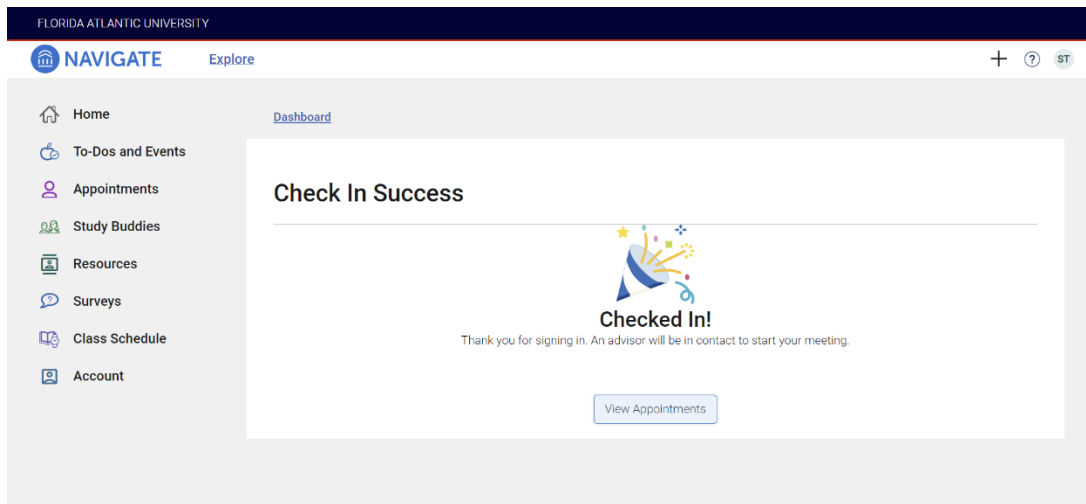 FLORIDA ATLANTIC UNIVERSITY
NAVIGATE
Explore
ST
Home
To-Dos and Events
Appointments
Study Buddies
Resources
Surveys
Class Schedule
Account
Dashboard
Check In Success
Checked In!
Thank you for signing in. An advisor will be in contact to start your meeting.
View Appointments